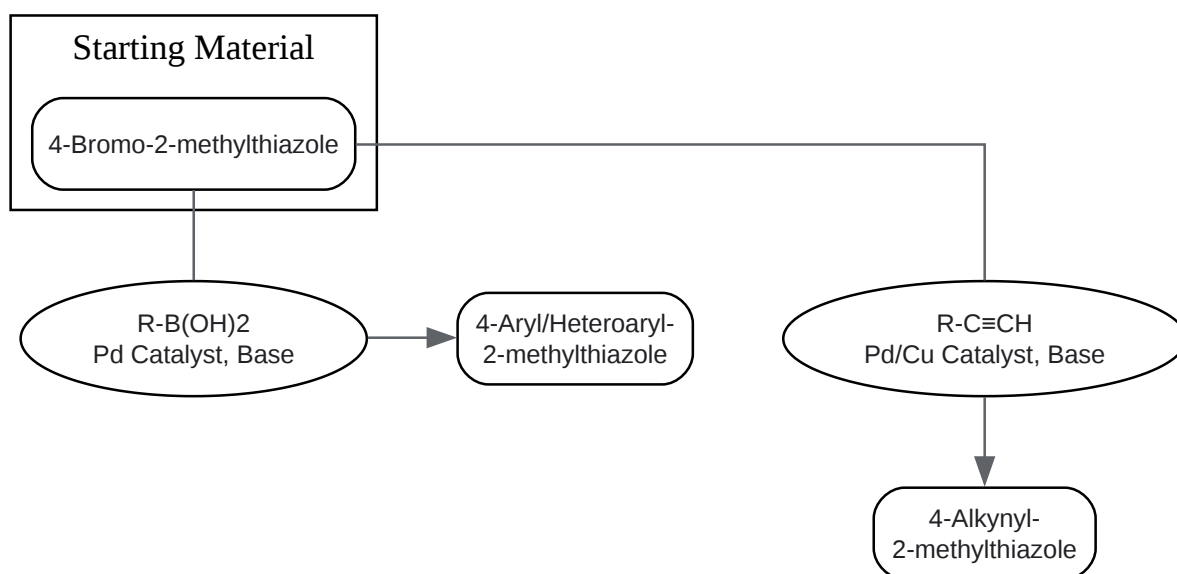 Starting Material
4-Bromo-2-methylthiazole
R-B(OH)2
Pd Catalyst, Base
4-Aryl/Heteroaryl-
2-methylthiazole
R-C≡CH
Pd/Cu Catalyst, Base
4-Alkynyl-
2-methylthiazole